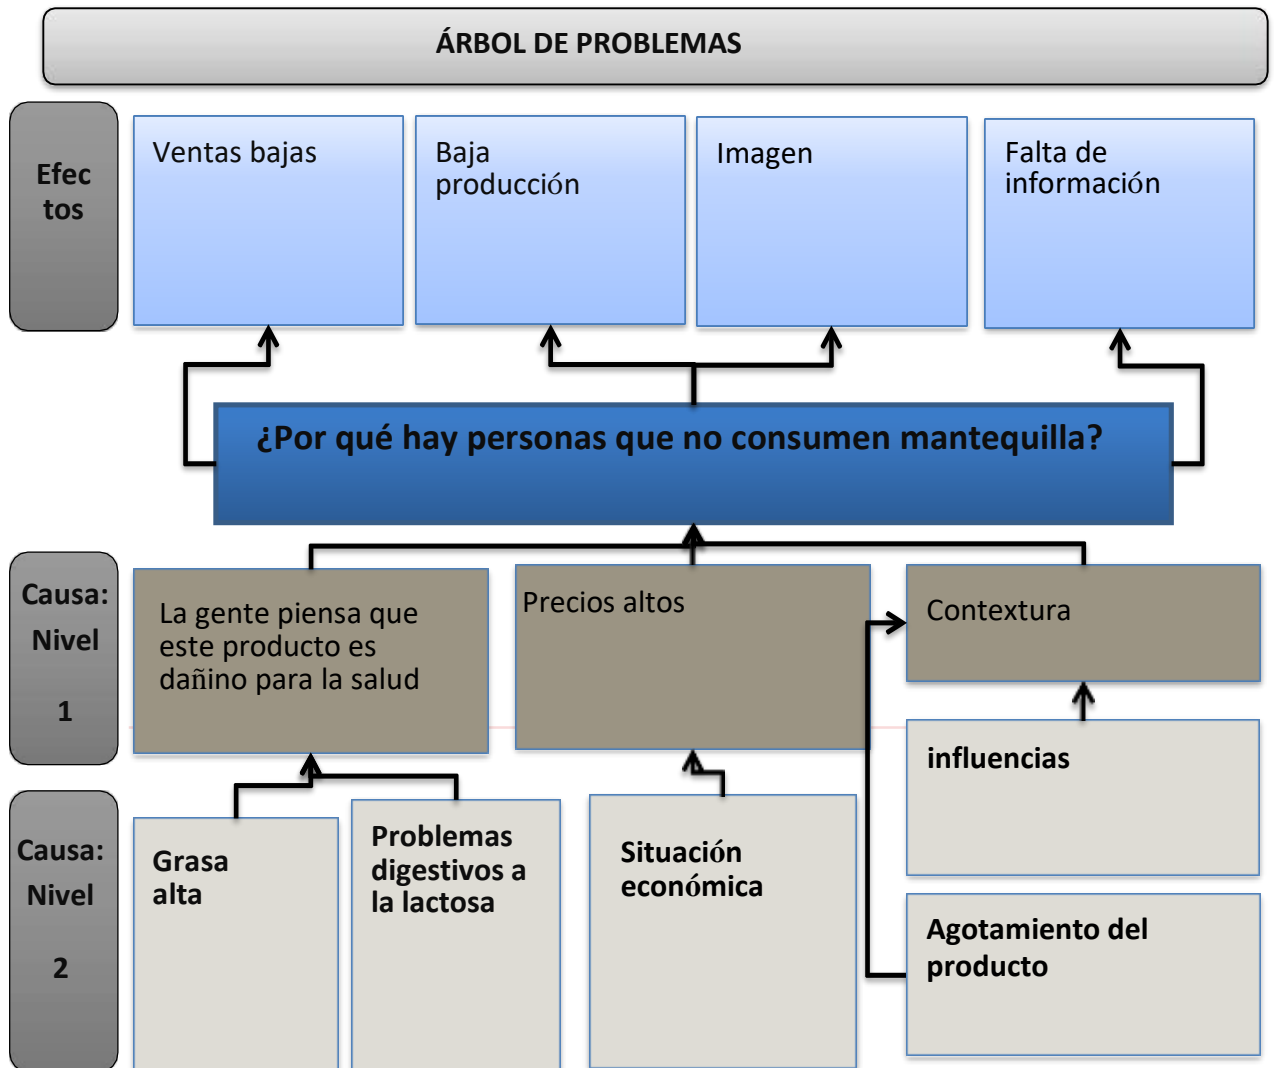 ÁRBOL DE PROBLEMAS
Efec
tos
Ventas bajas
Baja
producción
Imagen
Falta de
información
¿Por qué hay personas que no consumen mantequilla?
Causa:
Nivel
1
La gente piensa que
este producto es
dañino para la salud
Precios altos
Contextura
influencias
Causa:
Nivel
2
Grasa
alta
Problemas
digestivos a
la lactosa
Situación
económica
Agotamiento del
producto